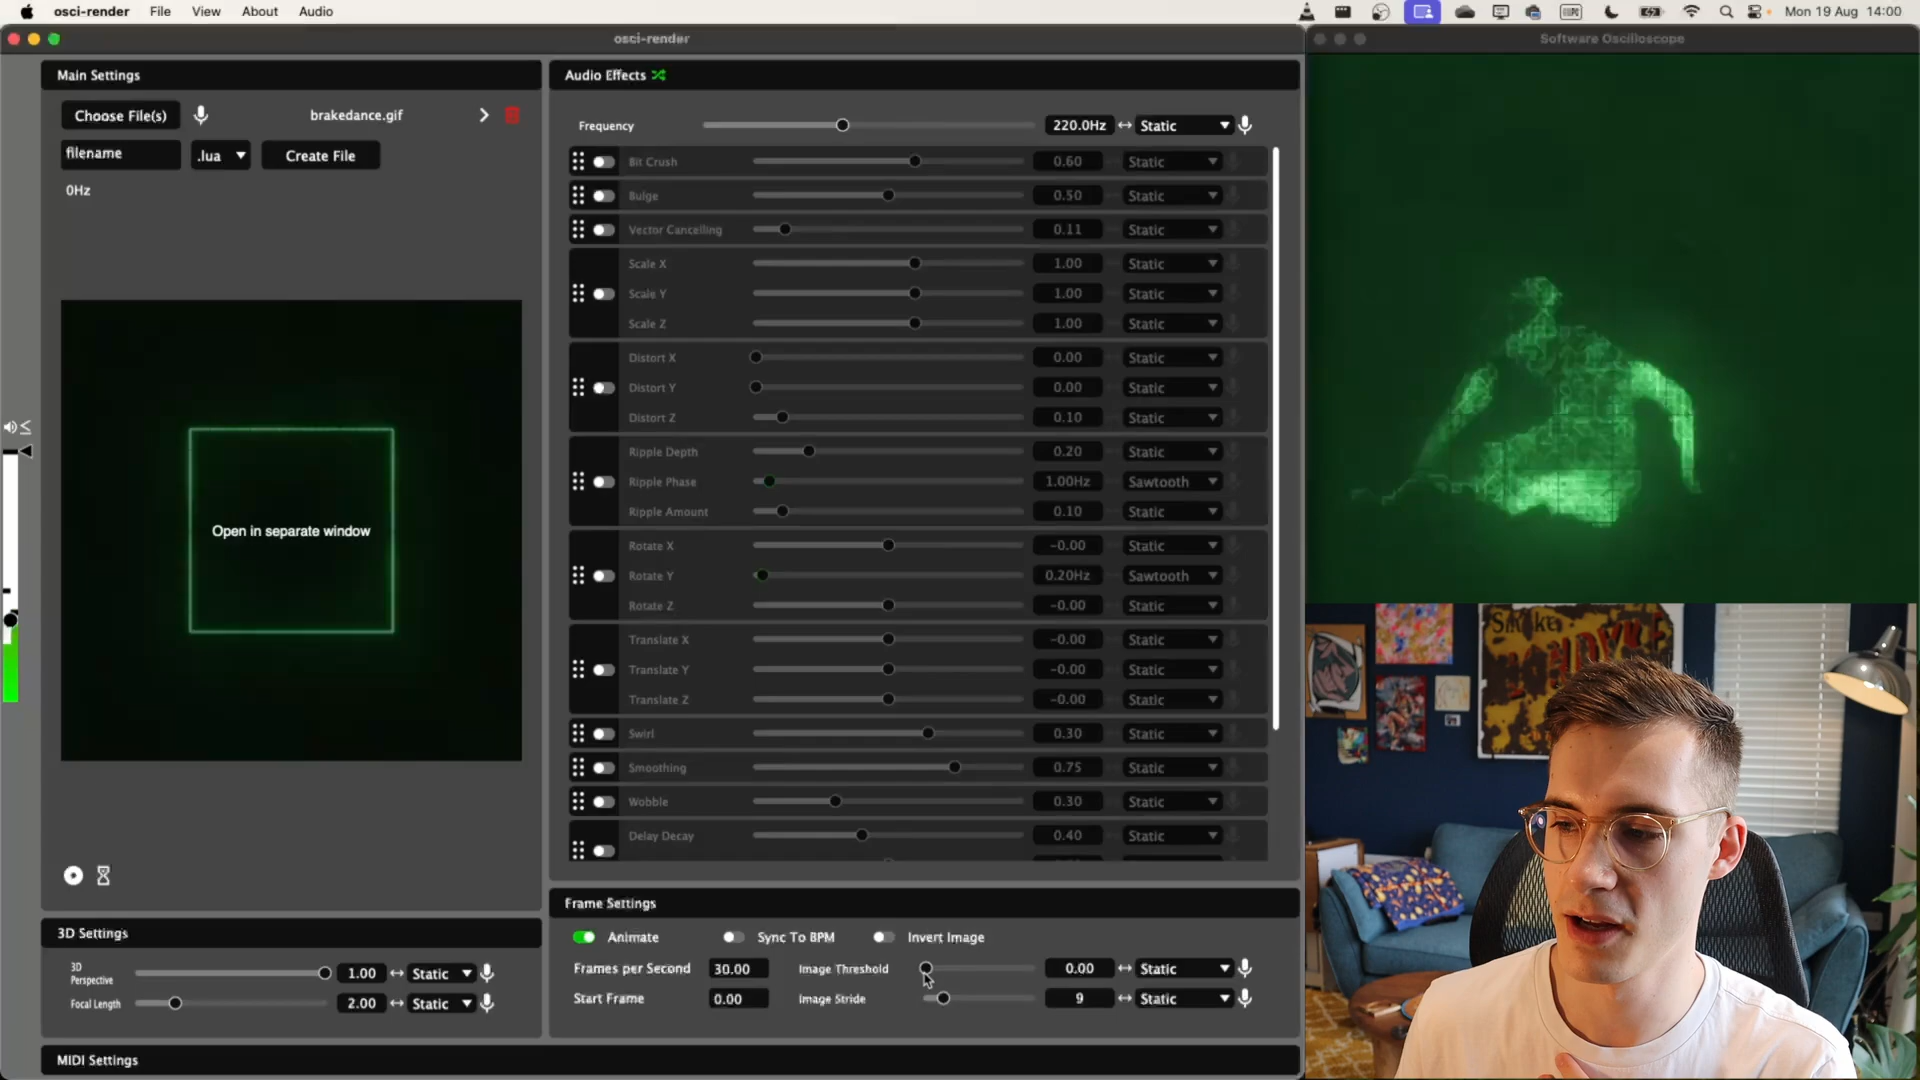 osci-render File View About Audio Mon 19 Aug 14:00
osci-render
Software Oscilloscope
Main Settings
Choose File(s) brakedance.gif
filename .lua Create File
0Hz
Open in separate window
3D Settings
3D Perspective 1.00 Static
Focal Length 2.00 Static
MIDI Settings
Audio Effects
Frequency 220.0Hz Static
Bit Crush 0.60 Static
Bulge 0.50 Static
Vector Cancelling 0.11 Static
Scale X 1.00 Static
Scale Y 1.00 Static
Scale Z 1.00 Static
Distort X 0.00 Static
Distort Y 0.00 Static
Distort Z 0.10 Static
Ripple Depth 0.20 Static
Ripple Phase 1.00Hz Sawtooth
Ripple Amount 0.10 Static
Rotate X -0.00 Static
Rotate Y 0.20Hz Sawtooth
Rotate Z -0.00 Static
Translate X -0.00 Static
Translate Y -0.00 Static
Translate Z -0.00 Static
Swirl 0.30 Static
Smoothing 0.75 Static
Wobble 0.30 Static
Delay Decay 0.40 Static
Frame Settings
Animate Sync To BPM Invert Image
Frames per Second 30.00 Image Threshold 0.00 Static
Start Frame 0.00 Image Stride 9 Static
Smoke